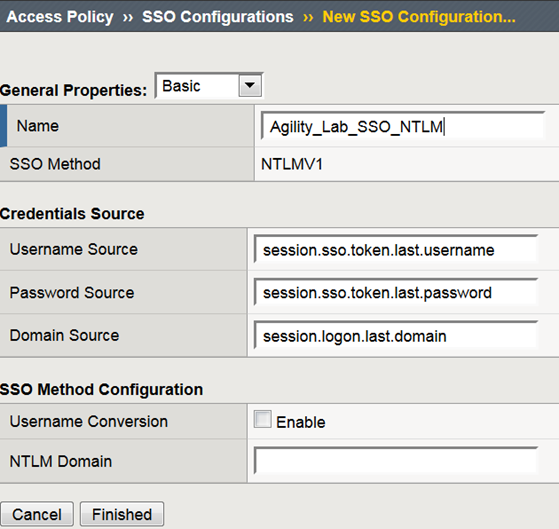 Access Policy ›› SSO Configurations ›› New SSO Configuration...
General Properties: Basic
Name Agility_Lab_SSO_NTLM
SSO Method NTLMV1
Credentials Source
Username Source session.sso.token.last.username
Password Source session.sso.token.last.password
Domain Source session.logon.last.domain
SSO Method Configuration
Username Conversion Enable
NTLM Domain
Cancel Finished